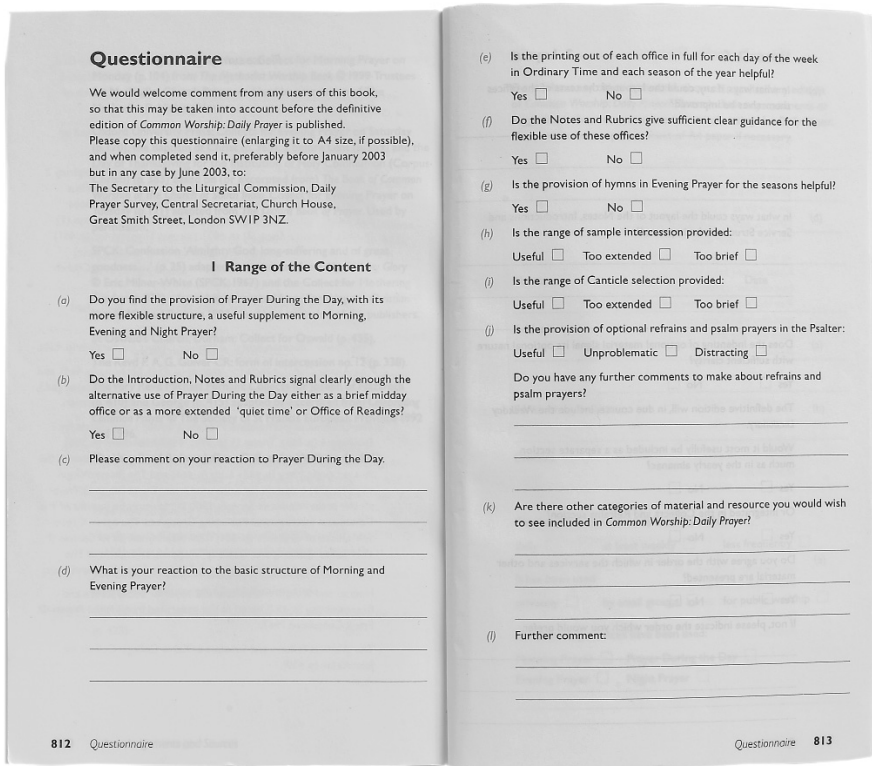 Questionnaire
We would welcome comment from any users of this book,
so that this may be taken into account before the definitive
edition of Common Worship: Daily Prayer is published.
Please copy this questionnaire (enlarging it to A4 size, if possible),
and when completed send it, preferably before January 2003
but in any case by June 2003, to:
The Secretary to the Liturgical Commission, Daily
Prayer Survey, Central Secretariat, Church House,
Great Smith Street, London SW1P 3NZ.
1 Range of the Content
(a) Do you find the provision of Prayer During the Day, with its
more flexible structure, a useful supplement to Morning,
Evening and Night Prayer?
Yes ☐ No ☐
(b) Do the Introduction, Notes and Rubrics signal clearly enough the
alternative use of Prayer During the Day either as a brief midday
office or as a more extended 'quiet time' or Office of Readings?
Yes ☐ No ☐
(c) Please comment on your reaction to Prayer During the Day.
(d) What is your reaction to the basic structure of Morning and
Evening Prayer?
812 Questionnaire
(e) Is the printing out of each office in full for each day of the week
in Ordinary Time and each season of the year helpful?
Yes ☐ No ☐
(f) Do the Notes and Rubrics give sufficient clear guidance for the
flexible use of these offices?
Yes ☐ No ☐
(g) Is the provision of hymns in Evening Prayer for the seasons helpful?
Yes ☐ No ☐
(h) Is the range of sample intercession provided:
Useful ☐ Too extended ☐ Too brief ☐
(i) Is the range of Canticle selection provided:
Useful ☐ Too extended ☐ Too brief ☐
(j) Is the provision of optional refrains and psalm prayers in the Psalter:
Useful ☐ Unproblematic ☐ Distracting ☐
Do you have any further comments to make about refrains and
psalm prayers?
(k) Are there other categories of material and resource you would wish
to see included in Common Worship: Daily Prayer?
(l) Further comment:
Questionnaire 813